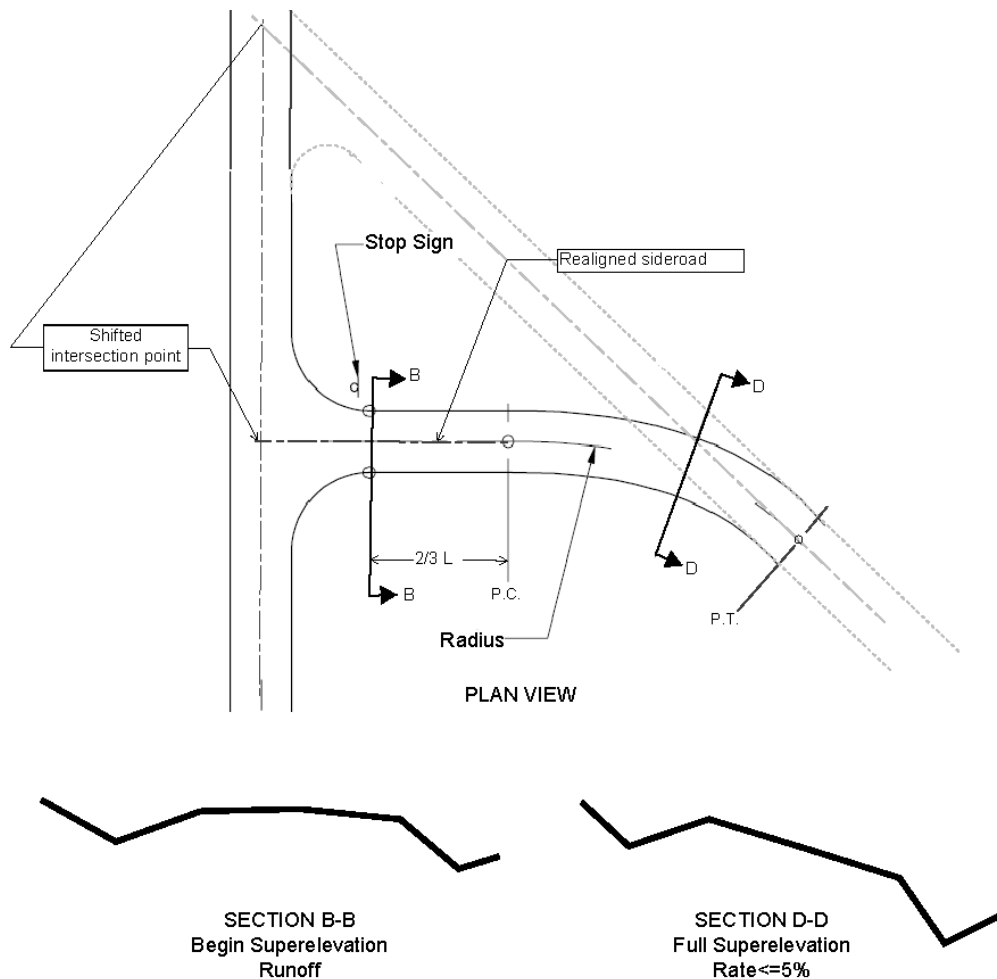 Stop Sign
Realigned sideroad
Shifted
intersection point
B
D
D
2/3 L
B
P.C.
P.T.
Radius
PLAN VIEW
SECTION B-B
Begin Superelevation
Runoff
SECTION D-D
Full Superelevation
Rate<=5%